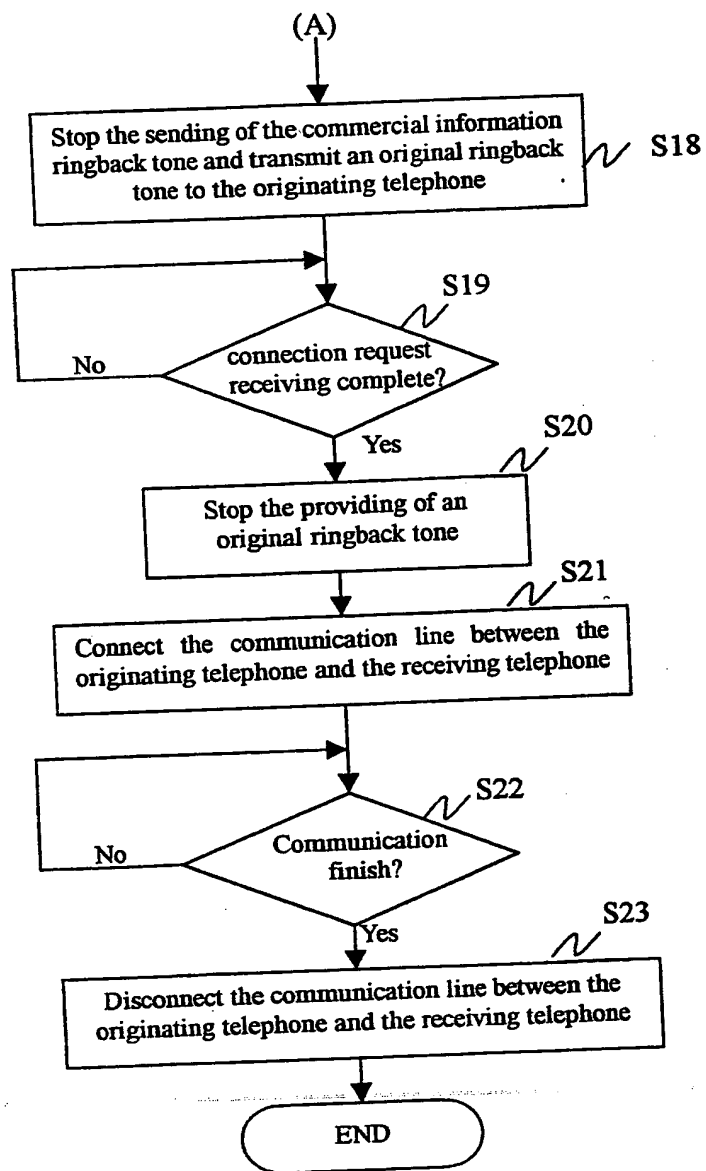 (A)
Stop the sending of the commercial information
ringback tone and transmit an original ringback
tone to the originating telephone
S18
S19
connection request
receiving complete?
No
Yes
S20
Stop the providing of an
original ringback tone
S21
Connect the communication line between the
originating telephone and the receiving telephone
S22
Communication
finish?
No
Yes
S23
Disconnect the communication line between the
originating telephone and the receiving telephone
END